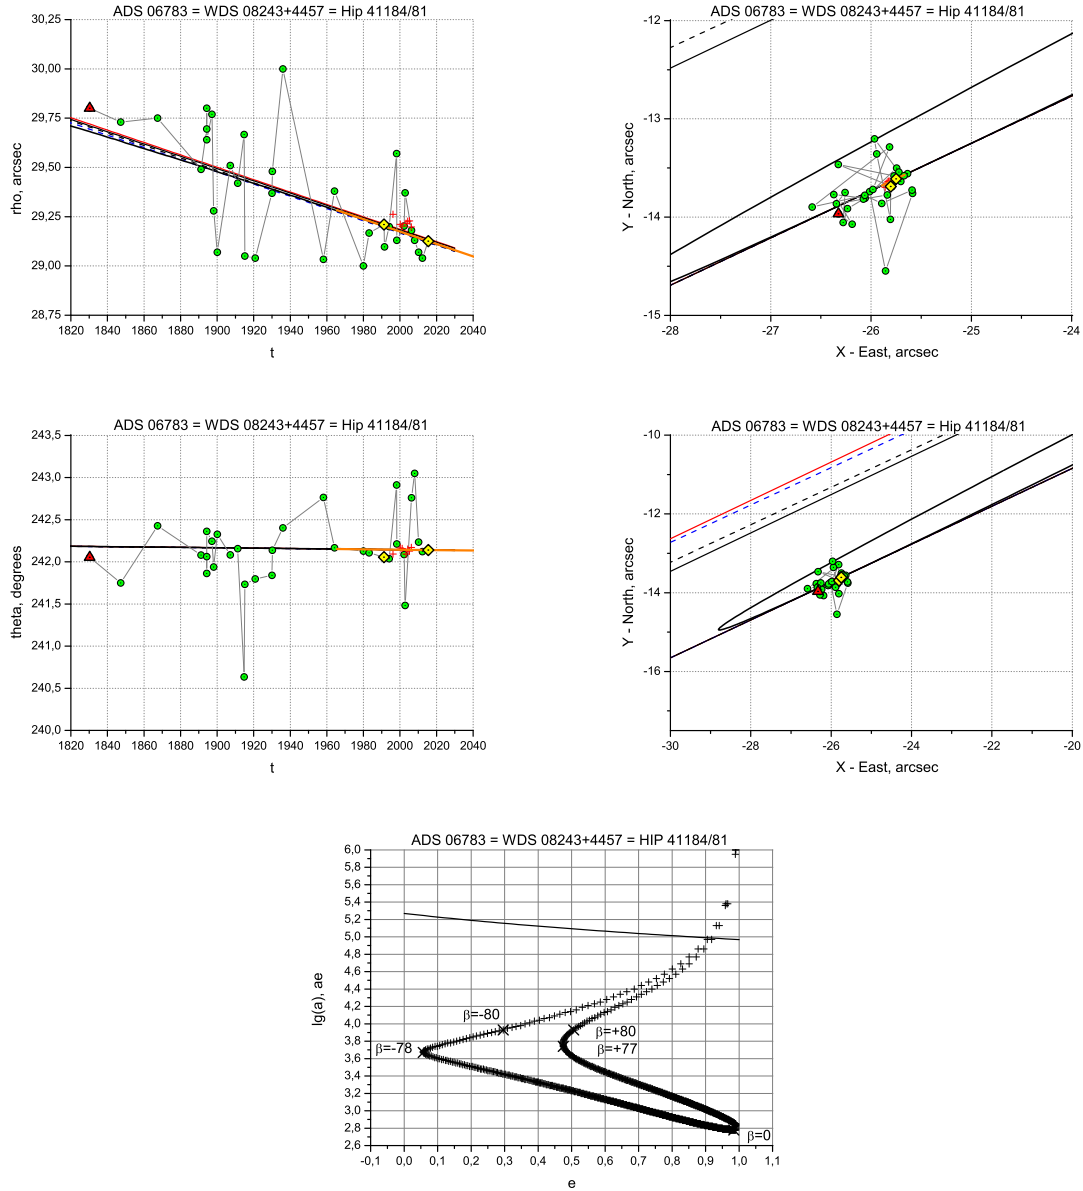 ADS 06783 = WDS 08243+4457 = Hip 41184/81
30,25
30,00
29,75
29,50
29,25
29,00
28,75
rho, arcsec
1820 1840 1860 1880 1900 1920 1940 1960 1980 2000 2020 2040
t
ADS 06783 = WDS 08243+4457 = Hip 41184/81
-12
-13
-14
-15
Y - North, arcsec
-28 -27 -26 -25 -24
X - East, arcsec
ADS 06783 = WDS 08243+4457 = Hip 41184/81
243,5
243,0
242,5
242,0
241,5
241,0
240,5
240,0
theta, degrees
1820 1840 1860 1880 1900 1920 1940 1960 1980 2000 2020 2040
t
ADS 06783 = WDS 08243+4457 = Hip 41184/81
-10
-12
-14
-16
Y - North, arcsec
-30 -28 -26 -24 -22 -20
X - East, arcsec
ADS 06783 = WDS 08243+4457 = HIP 41184/81
6,0
5,8
5,6
5,4
5,2
5,0
4,8
4,6
4,4
4,2
4,0
3,8
3,6
3,4
3,2
3,0
2,8
2,6
lg(a), ae
β=-80
β=+80
β=-78
β=+77
β=0
-0,1 0,0 0,1 0,2 0,3 0,4 0,5 0,6 0,7 0,8 0,9 1,0 1,1
e